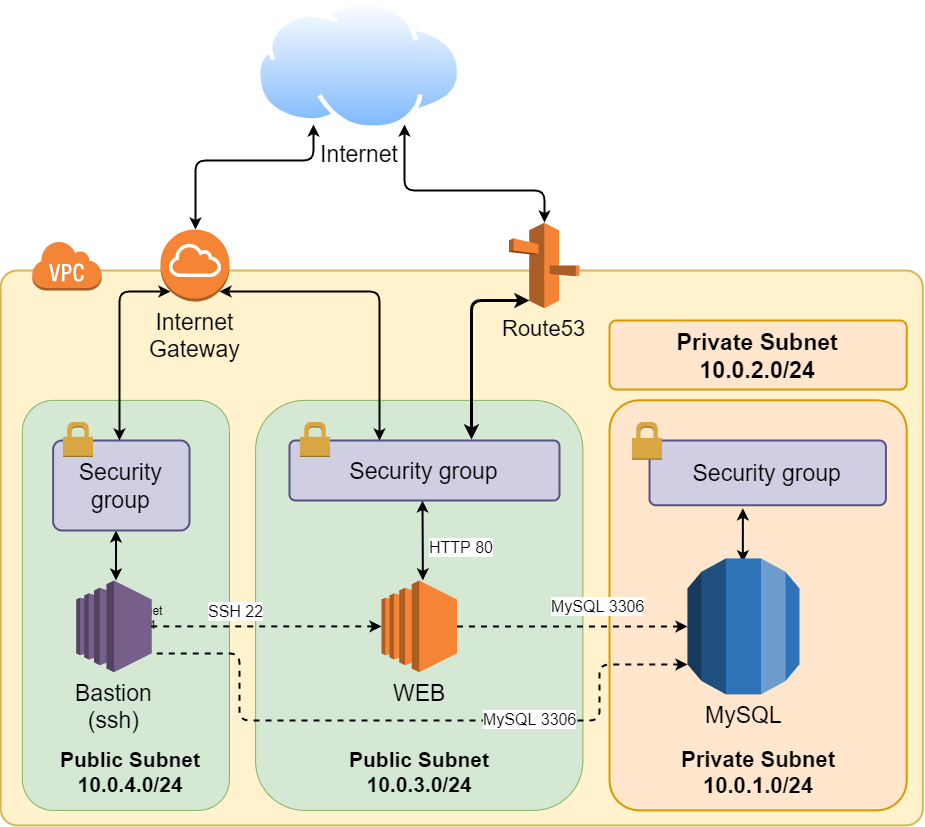 Internet
VPC
Internet
Gateway
Route53
Private Subnet
10.0.2.0/24
Security
group
Security group
Security group
HTTP 80
et
SSH 22
MySQL 3306
Bastion
(ssh)
WEB
MySQL
MySQL 3306
Public Subnet
10.0.4.0/24
Public Subnet
10.0.3.0/24
Private Subnet
10.0.1.0/24